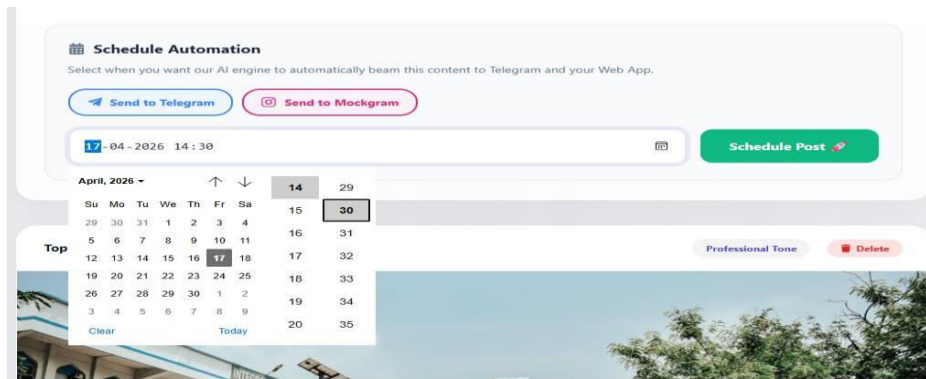 Schedule Automation
Select when you want our AI engine to automatically beam this content to Telegram and your Web App.
Send to Telegram Send to Mockgram
17-04-2026 14:30 Schedule Post
April, 2026 14 29
Su Mo Tu We Th Fr Sa 15 30
29 30 31 1 2 3 4 16 31
5 6 7 8 9 10 11
Top Professional Tone Delete
12 13 14 15 16 17 18 17 32
19 20 21 22 23 24 25 18 33
26 27 28 29 30 1 2 19 34
3 4 5 6 7 8 9
Clear Today 20 35